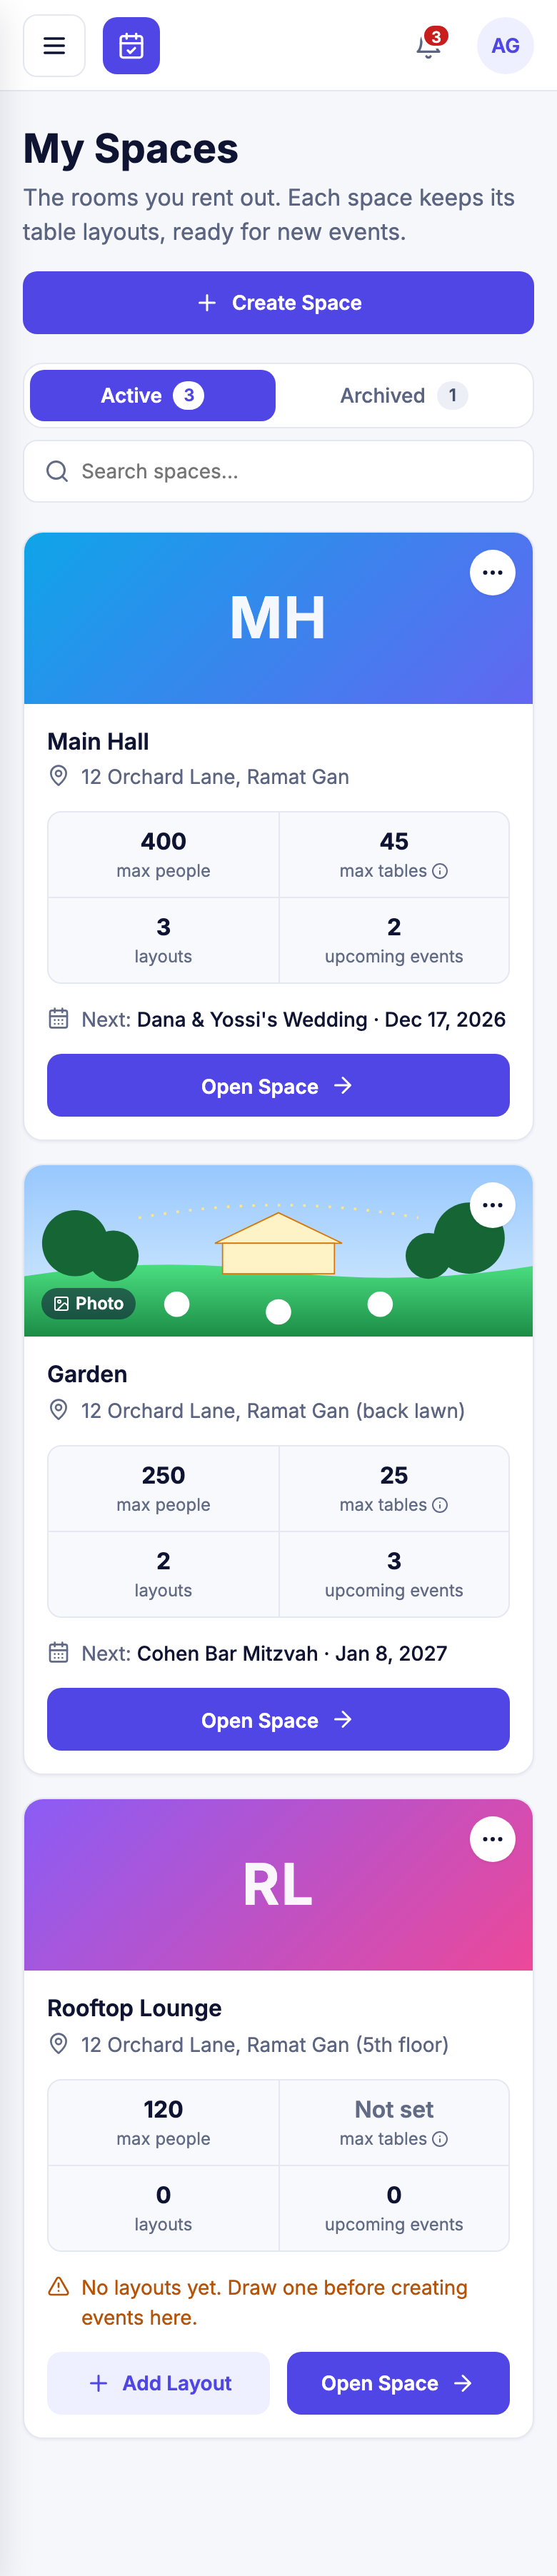 3
AG
My Spaces
The rooms you rent out. Each space keeps its
table layouts, ready for new events.
Create Space
Active 3
Archived 1
Search spaces...
MH
Main Hall
12 Orchard Lane, Ramat Gan
400
max people
45
max tables
3
layouts
2
upcoming events
Next: Dana & Yossi's Wedding · Dec 17, 2026
Open Space
Photo
Garden
12 Orchard Lane, Ramat Gan (back lawn)
250
max people
25
max tables
2
layouts
3
upcoming events
Next: Cohen Bar Mitzvah · Jan 8, 2027
Open Space
RL
Rooftop Lounge
12 Orchard Lane, Ramat Gan (5th floor)
120
max people
Not set
max tables
0
layouts
0
upcoming events
No layouts yet. Draw one before creating
events here.
Add Layout
Open Space